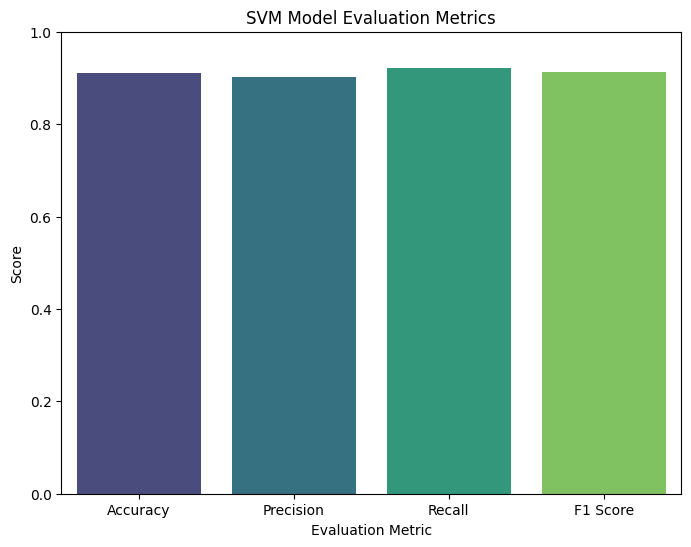 SVM Model Evaluation Metrics
1.0
0.8
0.6
0.4
0.2
0.0
Score
Accuracy Precision Recall F1 Score
Evaluation Metric